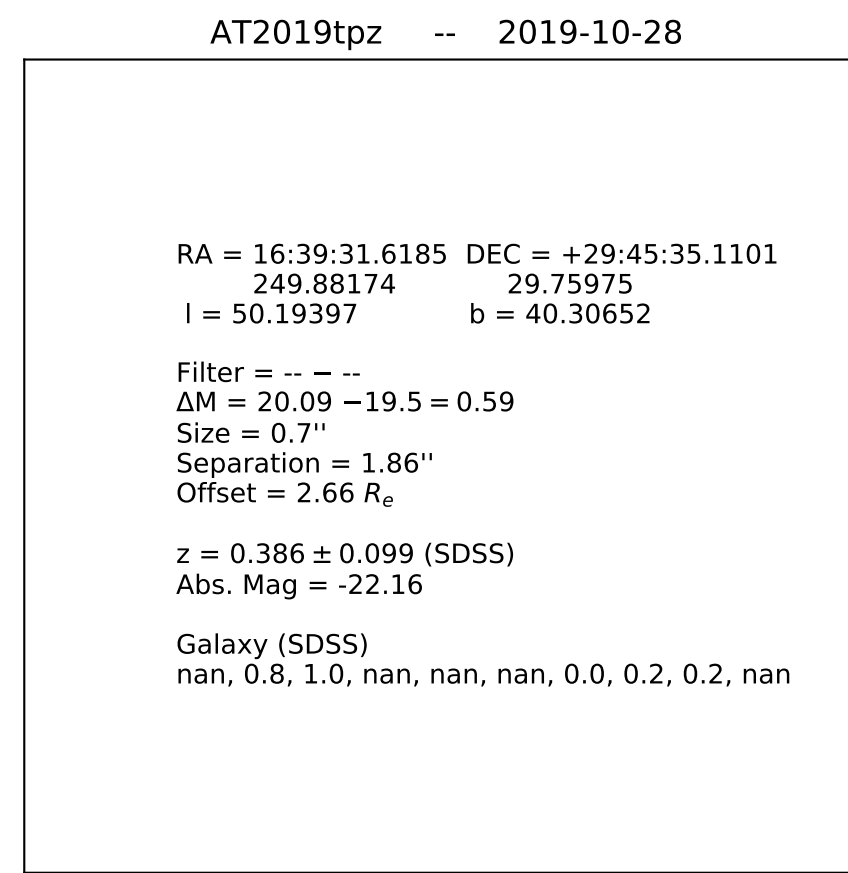 AT2019tpz -- 2019-10-28
RA = 16:39:31.6185 DEC = +29:45:35.1101
249.88174 29.75975
l = 50.19397 b = 40.30652
Filter = -- − --
ΔM = 20.09 −19.5 = 0.59
Size = 0.7''
Separation = 1.86''
Offset = 2.66 Rₑ
z = 0.386 ± 0.099 (SDSS)
Abs. Mag = -22.16
Galaxy (SDSS)
nan, 0.8, 1.0, nan, nan, nan, 0.0, 0.2, 0.2, nan